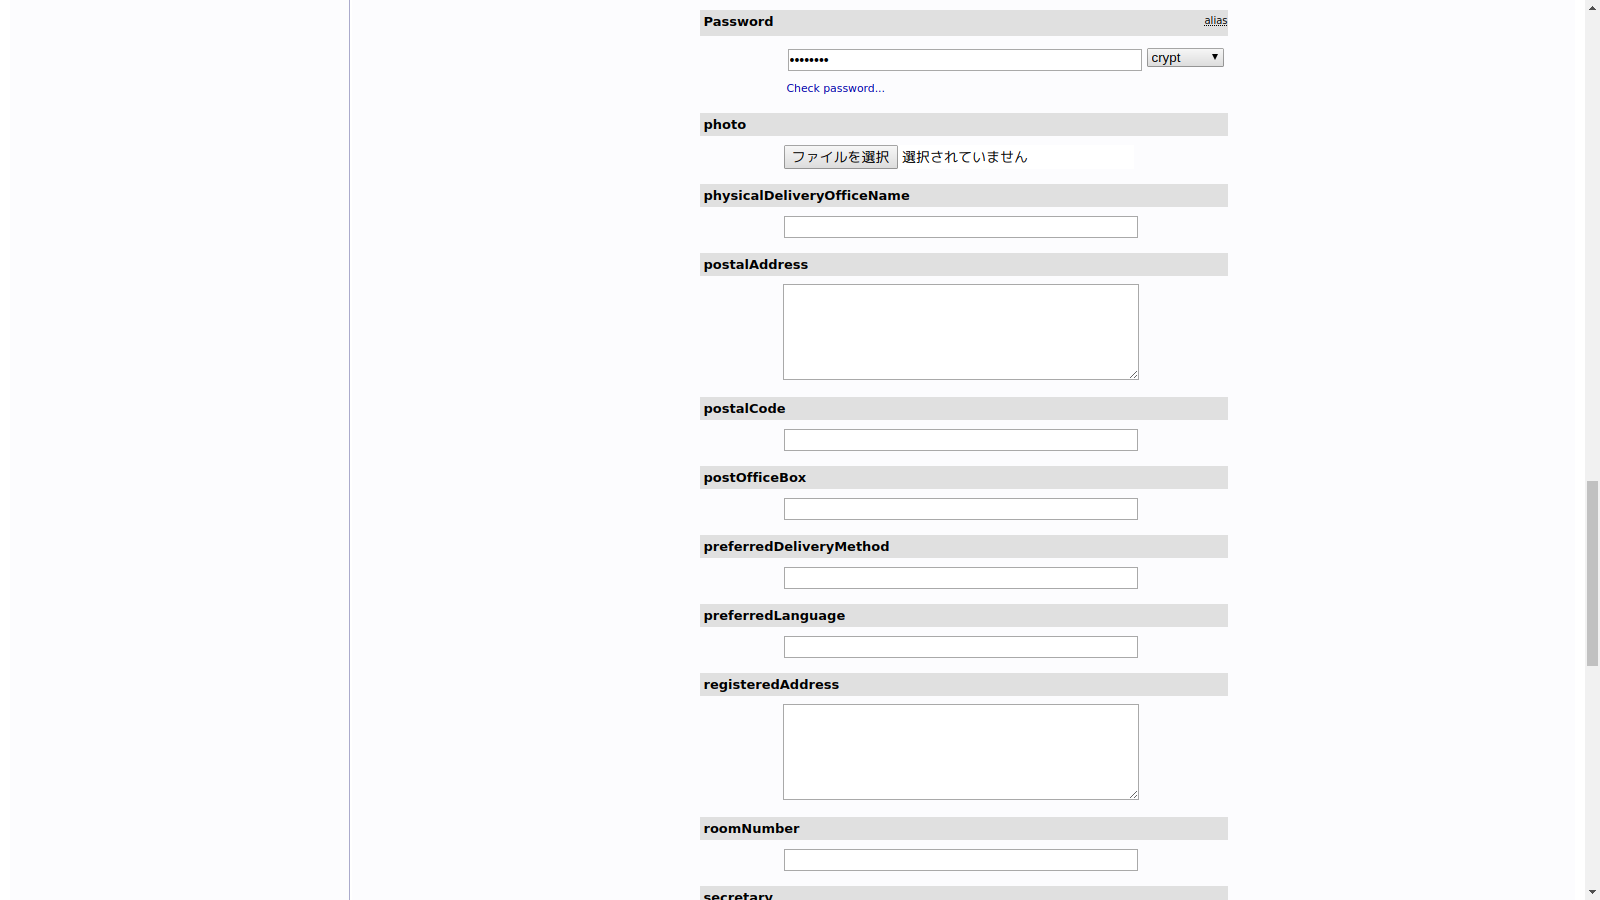 Password alias
•••••••• crypt
Check password...
photo
ファイルを選択 選択されていません
physicalDeliveryOfficeName
postalAddress
postalCode
postOfficeBox
preferredDeliveryMethod
preferredLanguage
registeredAddress
roomNumber
secretary